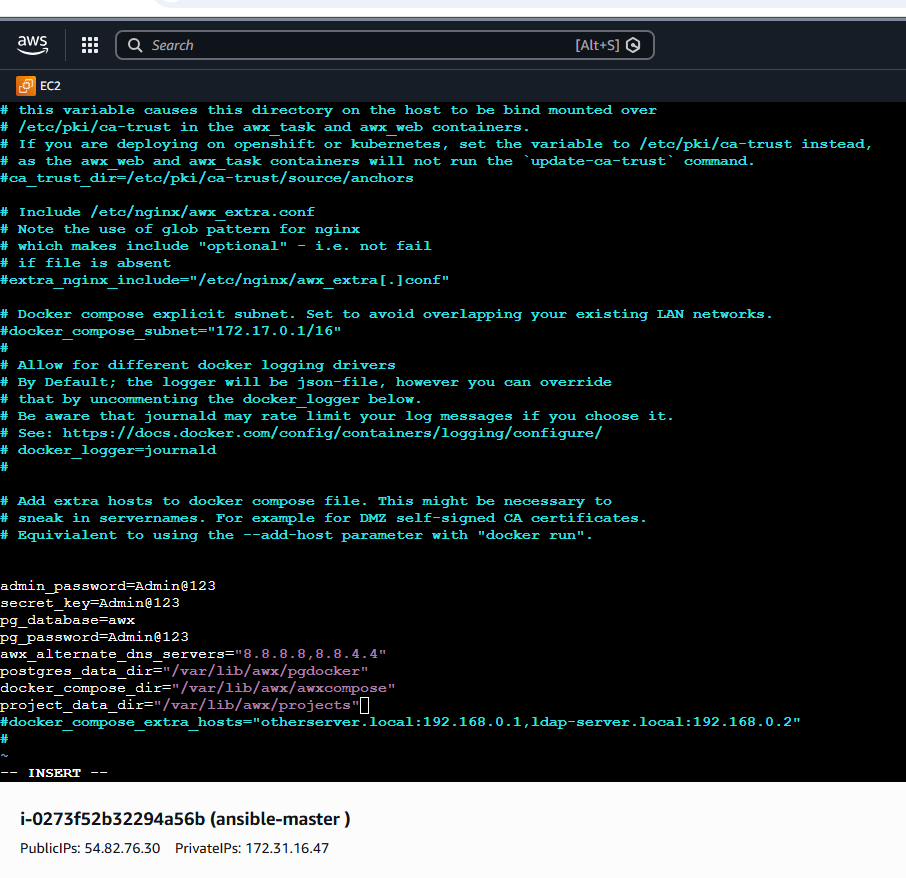 aws
Search
[Alt+S]
EC2
# this variable causes this directory on the host to be bind mounted over
# /etc/pki/ca-trust in the awx_task and awx_web containers.
# If you are deploying on openshift or kubernetes, set the variable to /etc/pki/ca-trust instead,
# as the awx_web and awx_task containers will not run the `update-ca-trust` command.
#ca_trust_dir=/etc/pki/ca-trust/source/anchors
# Include /etc/nginx/awx_extra.conf
# Note the use of glob pattern for nginx
# which makes include "optional" - i.e. not fail
# if file is absent
#extra_nginx_include="/etc/nginx/awx_extra[.]conf"
# Docker compose explicit subnet. Set to avoid overlapping your existing LAN networks.
#docker_compose_subnet="172.17.0.1/16"
#
# Allow for different docker logging drivers
# By Default; the logger will be json-file, however you can override
# that by uncommenting the docker_logger below.
# Be aware that journald may rate limit your log messages if you choose it.
# See: https://docs.docker.com/config/containers/logging/configure/
# docker_logger=journald
#
# Add extra hosts to docker compose file. This might be necessary to
# sneak in servernames. For example for DMZ self-signed CA certificates.
# Equivialent to using the --add-host parameter with "docker run".
admin_password=Admin@123
secret_key=Admin@123
pg_database=awx
pg_password=Admin@123
awx_alternate_dns_servers="8.8.8.8,8.8.4.4"
postgres_data_dir="/var/lib/awx/pgdocker"
docker_compose_dir="/var/lib/awx/awxcompose"
project_data_dir="/var/lib/awx/projects"
#docker_compose_extra_hosts="otherserver.local:192.168.0.1,ldap-server.local:192.168.0.2"
#
~
-- INSERT --
i-0273f52b32294a56b (ansible-master )
PublicIPs: 54.82.76.30 PrivateIPs: 172.31.16.47